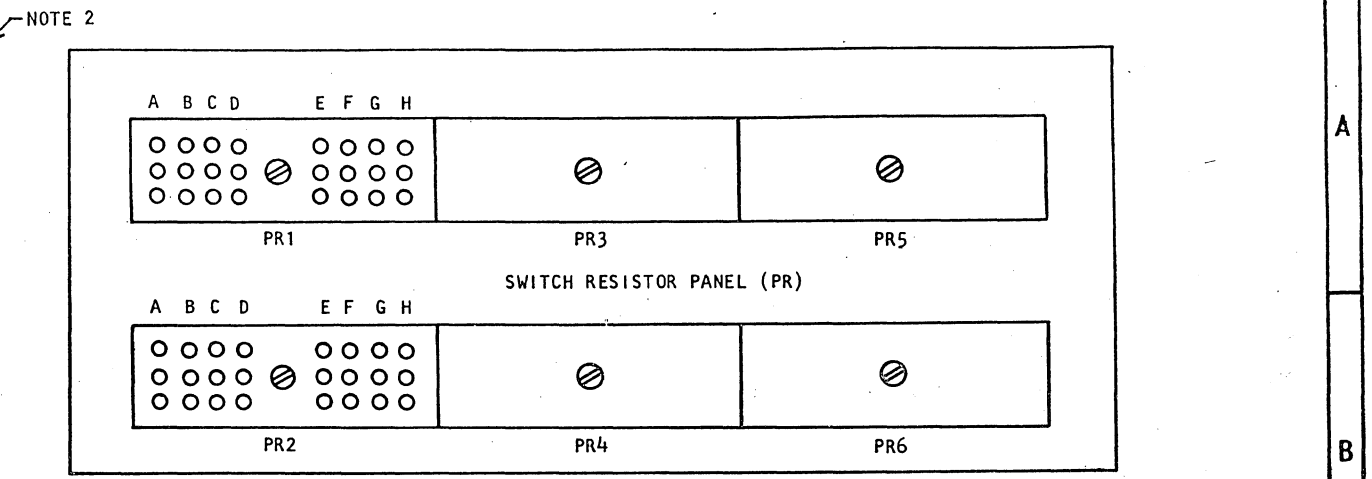 NOTE 2
A B C D E F G H
A
PR1 PR3 PR5
SWITCH RESISTOR PANEL (PR)
A B C D E F G H
PR2 PR4 PR6
B